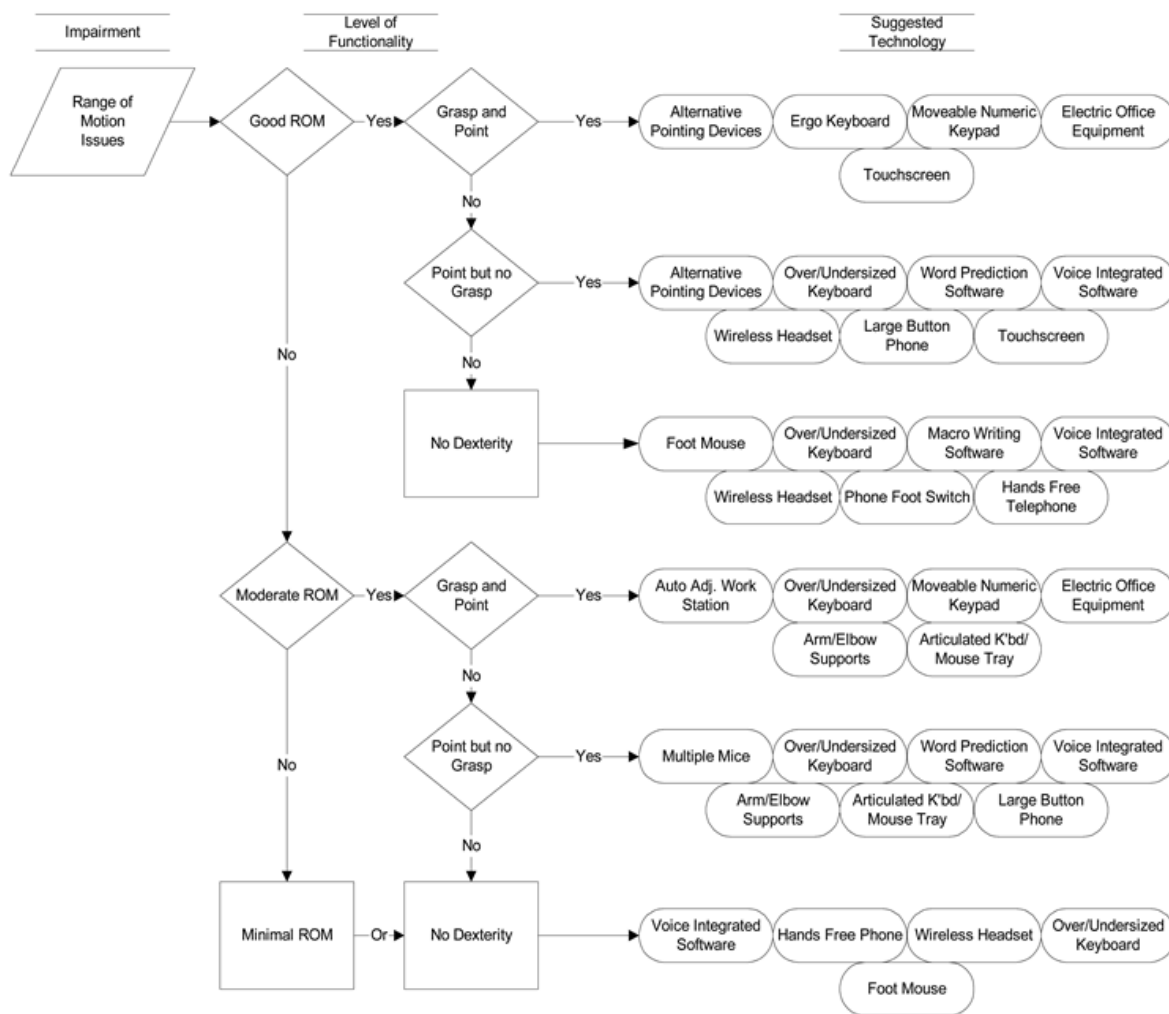 Impairment
Level of
Functionality
Suggested
Technology
Range of
Motion
Issues
Good ROM
Yes
Grasp and
Point
Yes
Alternative
Pointing Devices
Ergo Keyboard
Moveable Numeric
Keypad
Electric Office
Equipment
Touchscreen
No
Point but no
Grasp
Yes
Alternative
Pointing Devices
Over/Undersized
Keyboard
Word Prediction
Software
Voice Integrated
Software
Wireless Headset
Large Button
Phone
Touchscreen
No
No
No Dexterity
Foot Mouse
Over/Undersized
Keyboard
Macro Writing
Software
Voice Integrated
Software
Wireless Headset
Phone Foot Switch
Hands Free
Telephone
Moderate ROM
Yes
Grasp and
Point
Yes
Auto Adj. Work
Station
Over/Undersized
Keyboard
Moveable Numeric
Keypad
Electric Office
Equipment
Arm/Elbow
Supports
Articulated K'bd/
Mouse Tray
No
Point but no
Grasp
Yes
Multiple Mice
Over/Undersized
Keyboard
Word Prediction
Software
Voice Integrated
Software
Arm/Elbow
Supports
Articulated K'bd/
Mouse Tray
Large Button
Phone
No
No
Minimal ROM
Or
No Dexterity
Voice Integrated
Software
Hands Free Phone
Wireless Headset
Over/Undersized
Keyboard
Foot Mouse